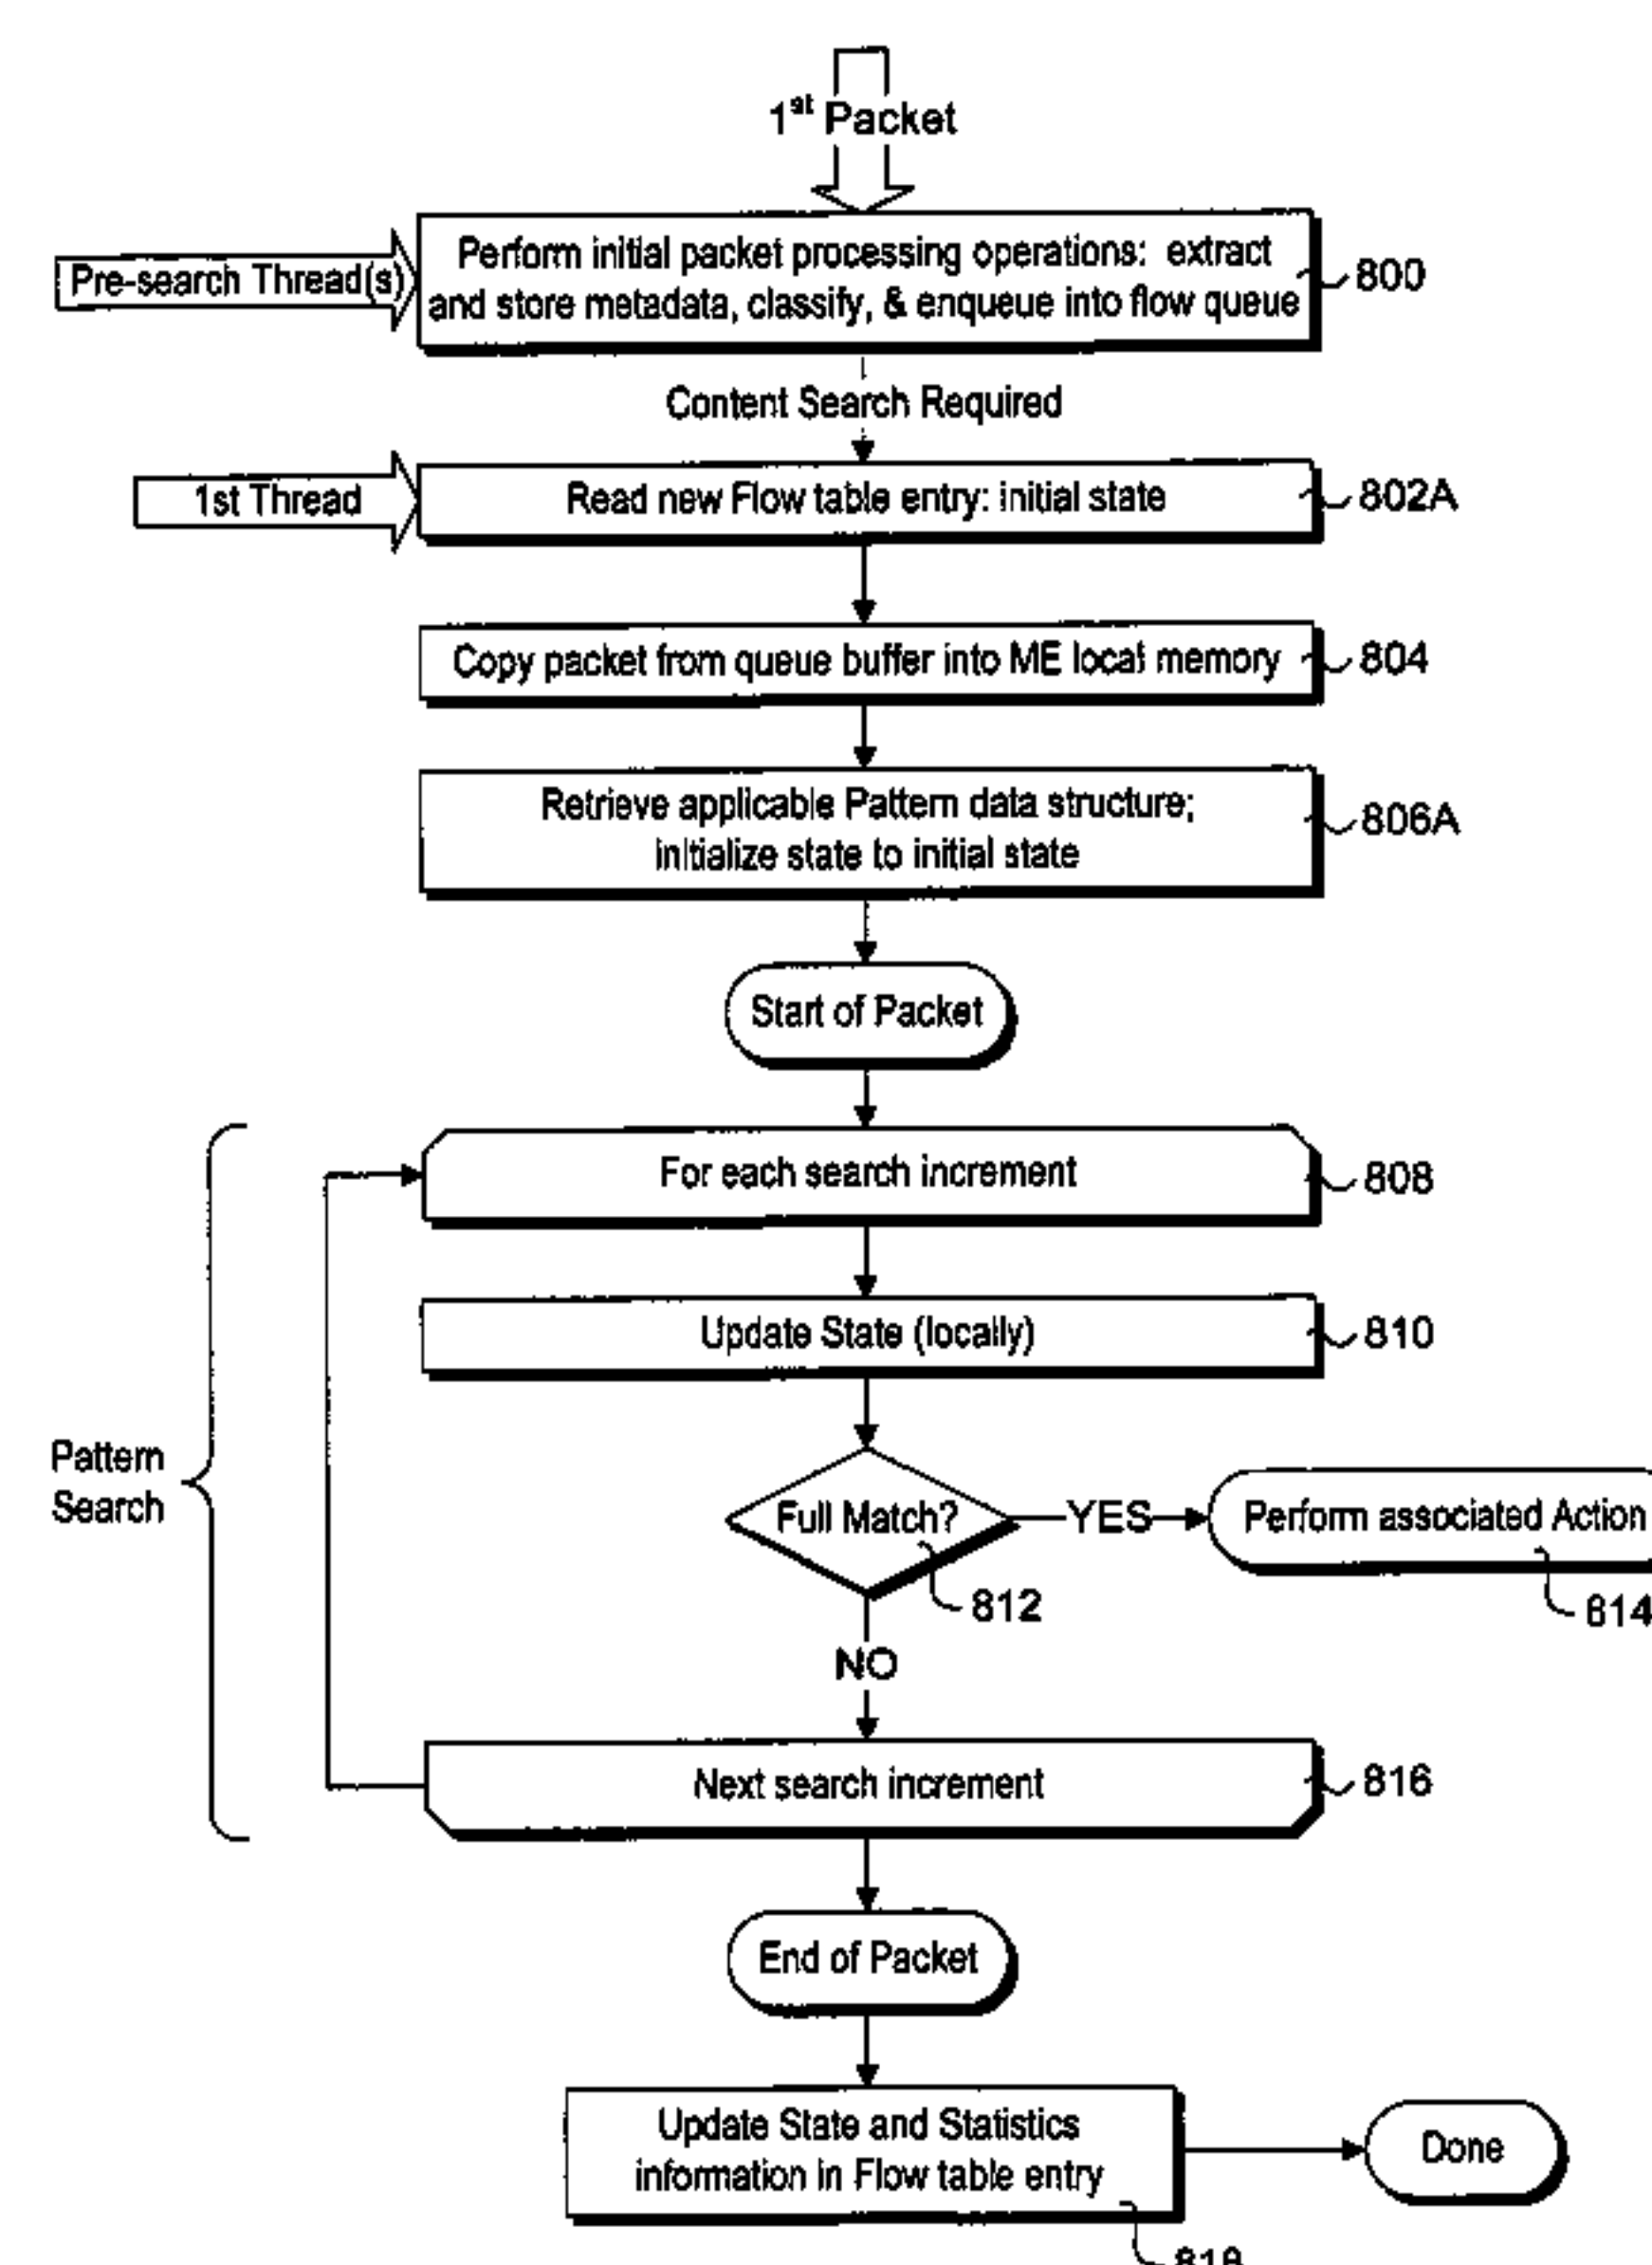 1st Packet
Pre-search Thread(s)
Perform initial packet processing operations: extract
and store metadata, classify, & enqueue into flow queue
800
Content Search Required
1st Thread
Read new Flow table entry: initial state
802A
Copy packet from queue buffer into ME local memory
804
Retrieve applicable Pattern data structure;
initialize state to initial state
806A
Start of Packet
For each search increment
808
Update State (locally)
810
Pattern
Search
Full Match?
YES
Perform associated Action
812
814
NO
Next search increment
816
End of Packet
Update State and Statistics
information in Flow table entry
Done
818